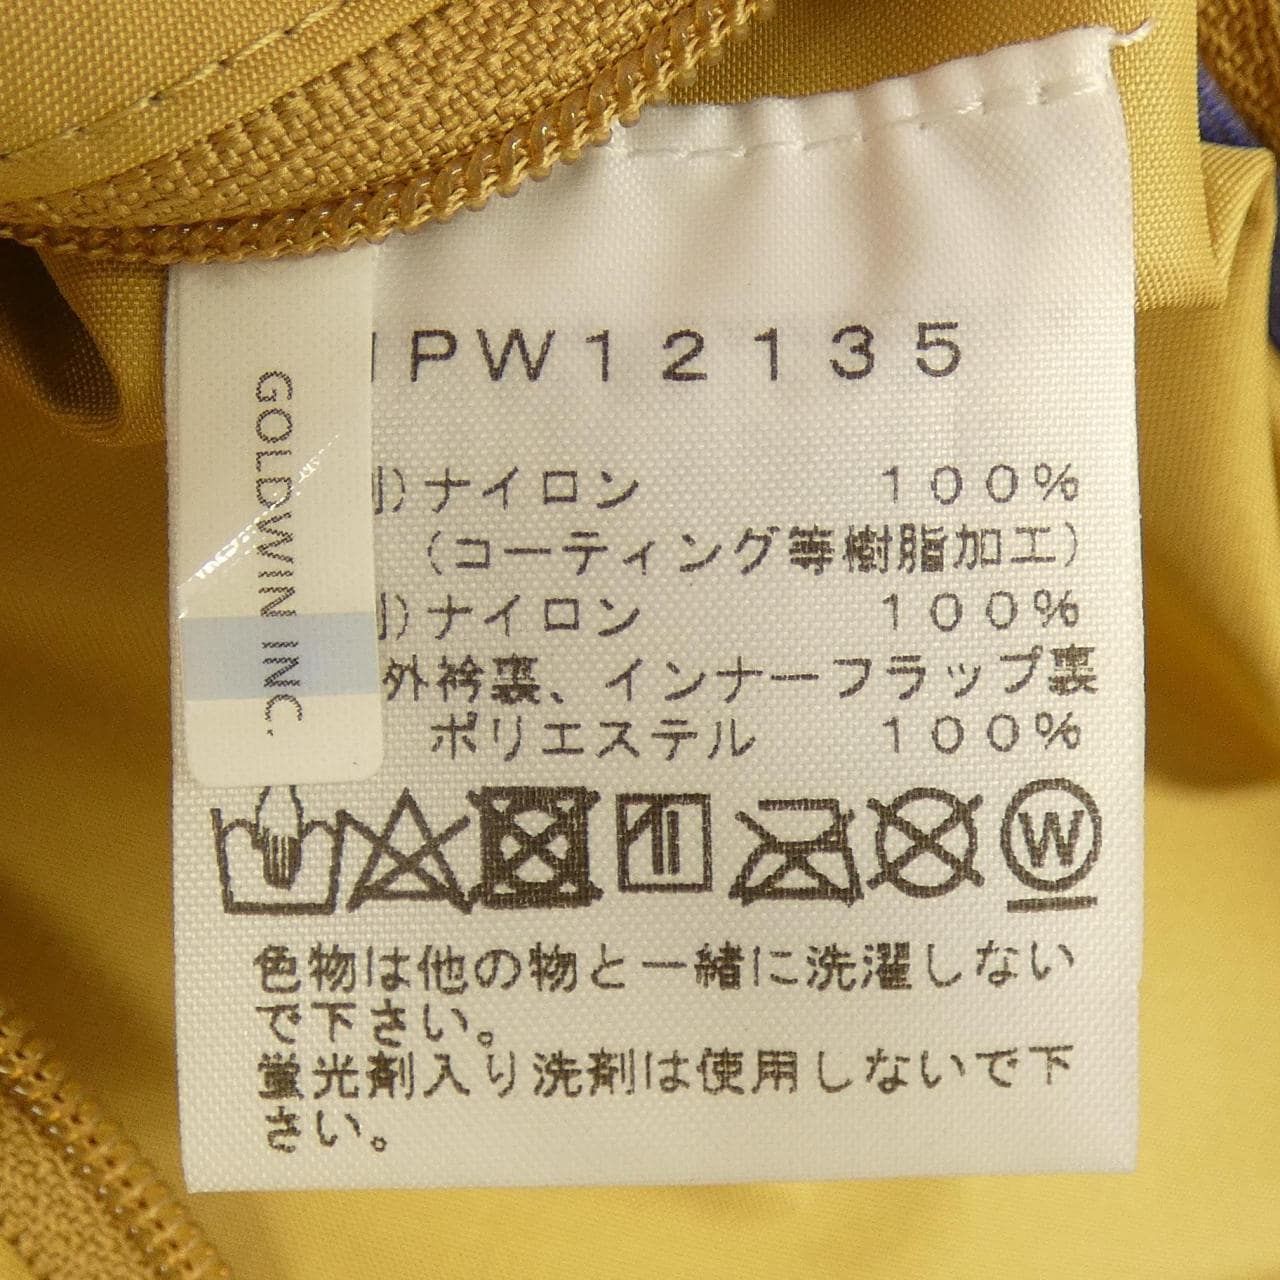 PW12135
GOLDWIN INC.
ナイロン 100%
(コーティング等樹脂加工)
ナイロン 100%
外衿裏、インナーフラップ裏
ポリエステル 100%
W
色物は他の物と一緒に洗濯しない
で下さい。
蛍光剤入り洗剤は使用しないで下
さい。